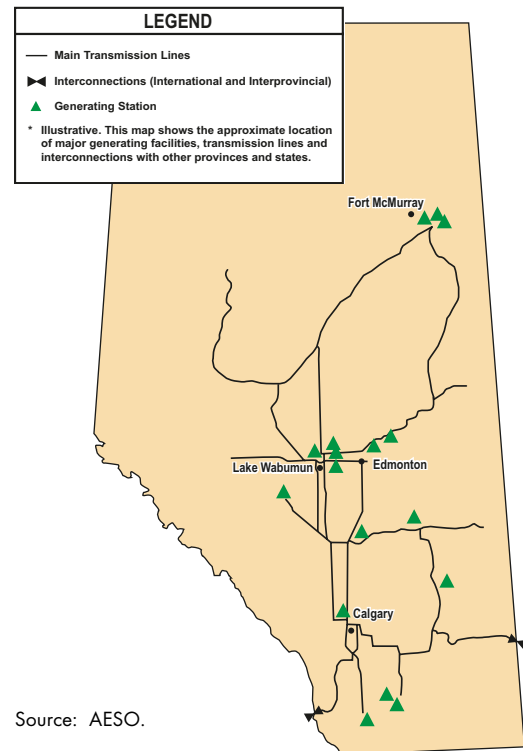 LEGEND
Main Transmission Lines
Interconnections (International and Interprovincial)
Generating Station
* Illustrative. This map shows the approximate location
of major generating facilities, transmission lines and
interconnections with other provinces and states.
Fort McMurray
Lake Wabumun
Edmonton
Calgary
Source: AESO.